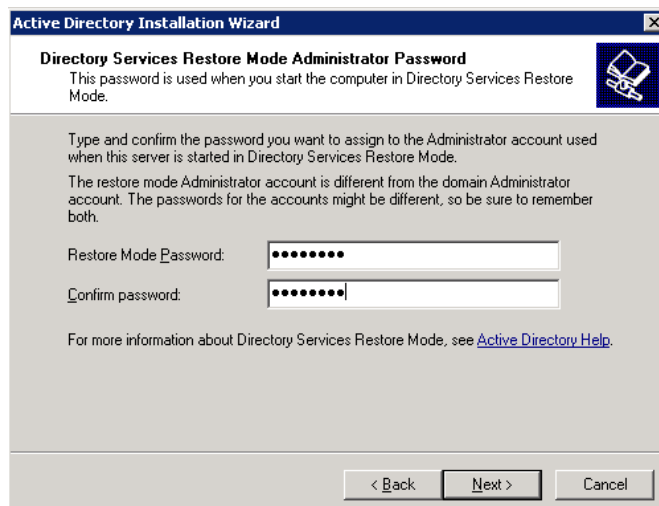 Active Directory Installation Wizard
Directory Services Restore Mode Administrator Password
This password is used when you start the computer in Directory Services Restore
Mode.
Type and confirm the password you want to assign to the Administrator account used
when this server is started in Directory Services Restore Mode.
The restore mode Administrator account is different from the domain Administrator
account. The passwords for the accounts might be different, so be sure to remember
both.
Restore Mode Password: ●●●●●●●●
Confirm password: ●●●●●●●●
For more information about Directory Services Restore Mode, see Active Directory Help.
< Back Next > Cancel